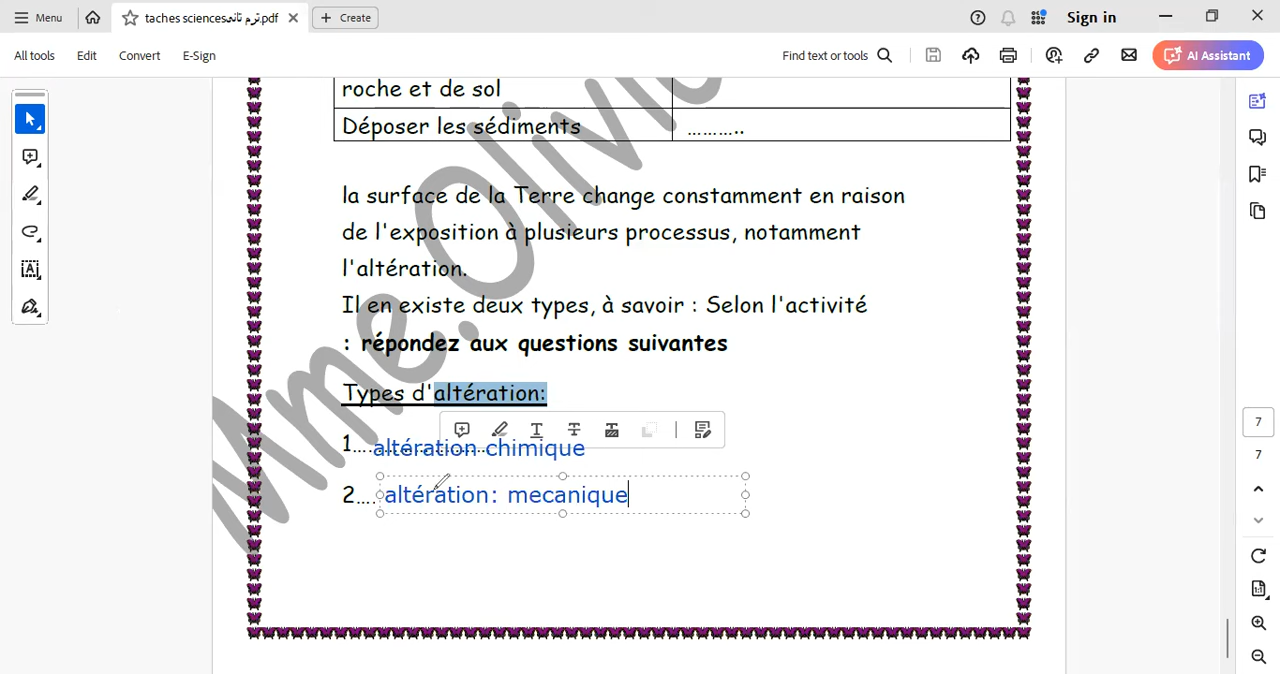 Menu
taches sciencesترم تانى.pdf
Create
Sign in
All tools
Edit
Convert
E-Sign
Find text or tools
AI Assistant
roche et de sol
Déposer les sédiments
………..
la surface de la Terre change constamment en raison
de l'exposition à plusieurs processus, notamment
l'altération.
Il en existe deux types, à savoir : Selon l'activité
: répondez aux questions suivantes
Types d'altération:
1....altération chimique
2....altération: mecanique
Mme. Olivi
7
7